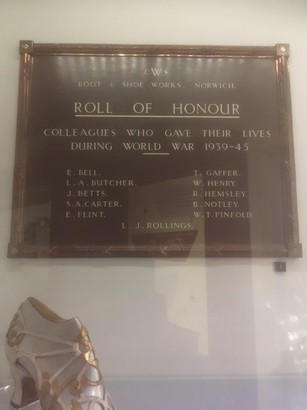 CWS
BOOT & SHOE WORKS, NORWICH.
ROLL OF HONOUR
COLLEAGUES WHO GAVE THEIR LIVES
DURING WORLD WAR 1939-45
E. BELL. T. GAFFER.
L. A. BUTCHER. W. HENRY.
J. BETTS. R. HEMSLEY.
S.A. CARTER. B. NOTLEY.
E. FLINT. W. T. PINFOLD.
L. J. ROLLINGS.